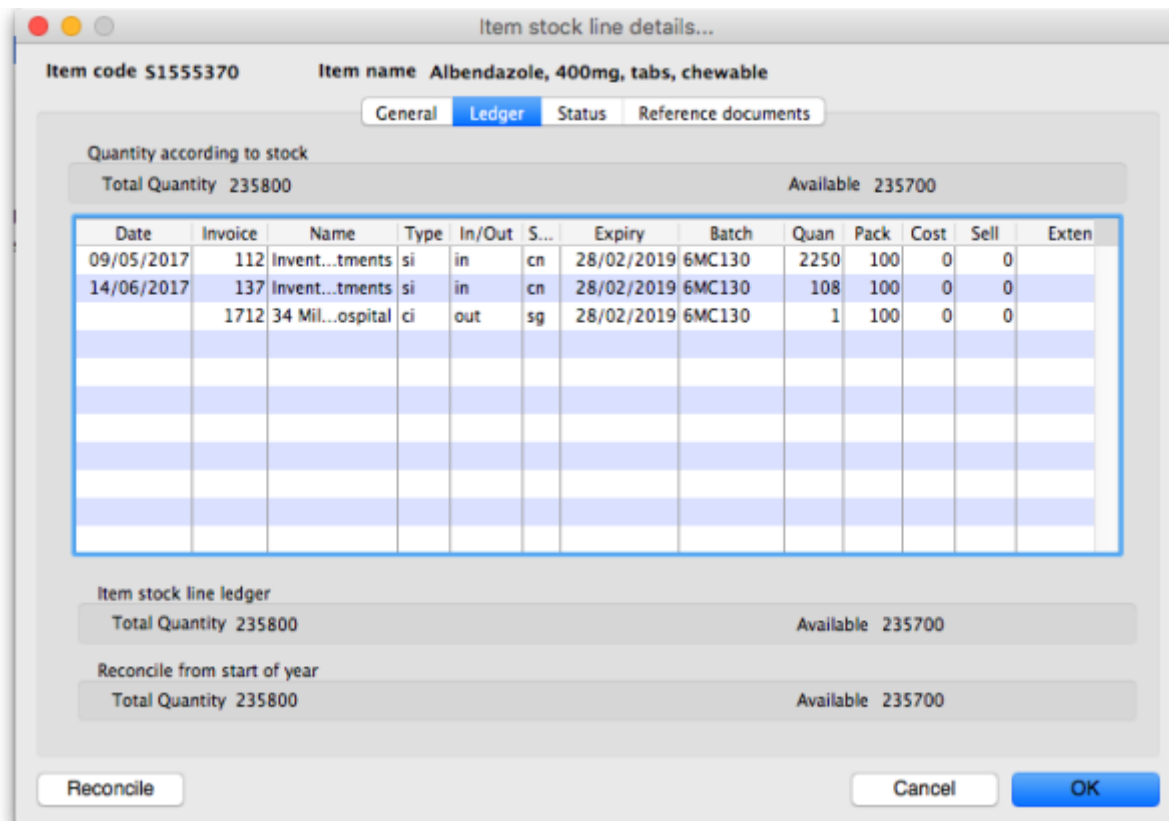 Item stock line details...
Item code S1555370 Item name Albendazole, 400mg, tabs, chewable
General Ledger Status Reference documents
Quantity according to stock
Total Quantity 235800 Available 235700
Date Invoice Name Type In/Out S... Expiry Batch Quan Pack Cost Sell Exten
09/05/2017 112 Invent...tments si in cn 28/02/2019 6MC130 2250 100 0 0
14/06/2017 137 Invent...tments si in cn 28/02/2019 6MC130 108 100 0 0
1712 34 Mil...ospital ci out sg 28/02/2019 6MC130 1 100 0 0
Item stock line ledger
Total Quantity 235800 Available 235700
Reconcile from start of year
Total Quantity 235800 Available 235700
Reconcile Cancel OK